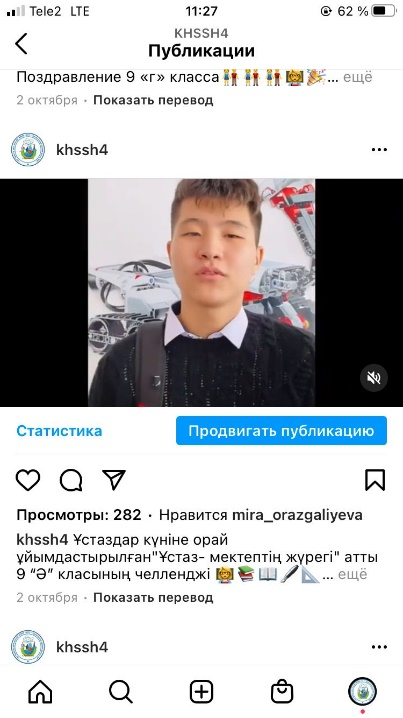 Tele2 LTE 11:27 62 %
KHSSH4
Публикации
Поздравление 9 «г» класса... ещё
2 октября · Показать перевод
khssh4
Статистика
Продвигать публикацию
Просмотры: 282 · Нравится mira_orazgaliyeva
khssh4 Ұстаздар күніне орай
ұйымдастырылған"Ұстаз- мектептің жүрегі" атты
9 “Ә” класының челленджі ... ещё
2 октября · Показать перевод
khssh4